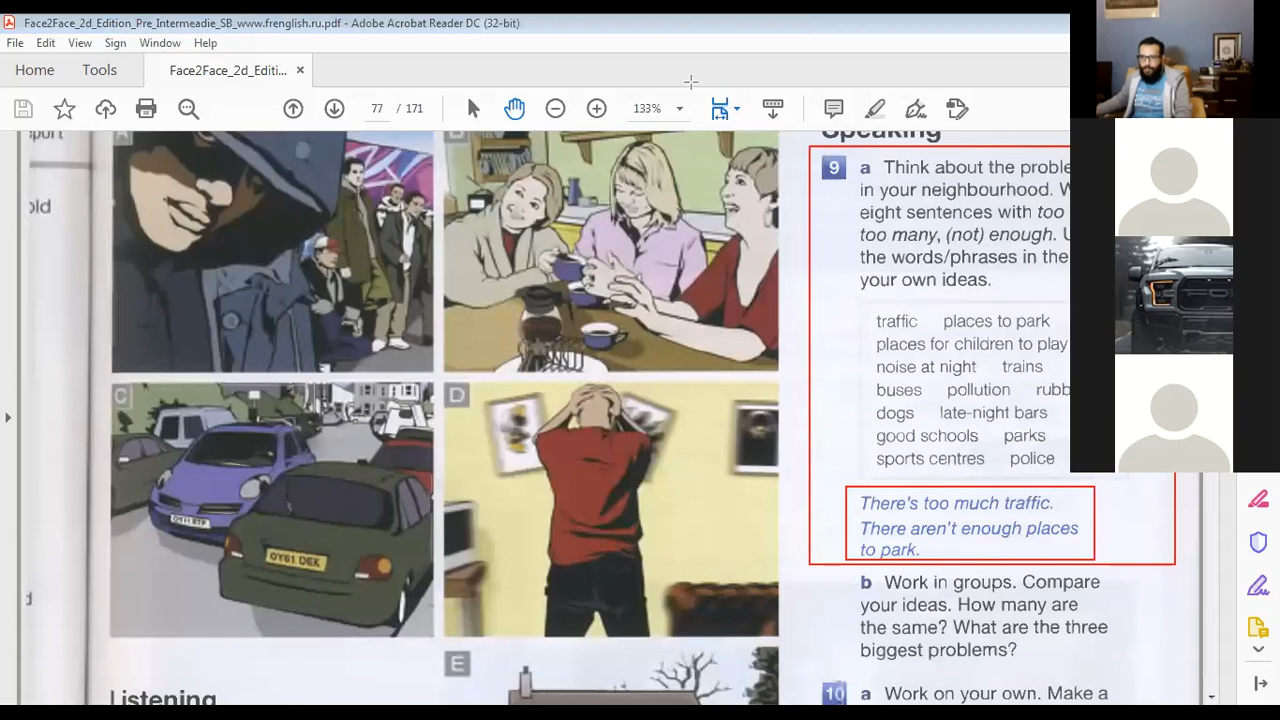 Face2Face_2d_Edition_Pre_Intermeadie_SB_www.frenglish.ru.pdf - Adobe Acrobat Reader DC (32-bit)
File Edit View Sign Window Help
Home Tools Face2Face_2d_Editi... ×
77 / 171 133%
port
old
A
C
D
E
OY61 DEK
Listening
Speaking
9 a Think about the proble
in your neighbourhood. W
eight sentences with too
too many, (not) enough. U
the words/phrases in the
your own ideas.
traffic places to park
places for children to play
noise at night trains
buses pollution rubb
dogs late-night bars
good schools parks
sports centres police
There's too much traffic.
There aren't enough places
to park.
b Work in groups. Compare
your ideas. How many are
the same? What are the three
biggest problems?
10 a Work on your own. Make a